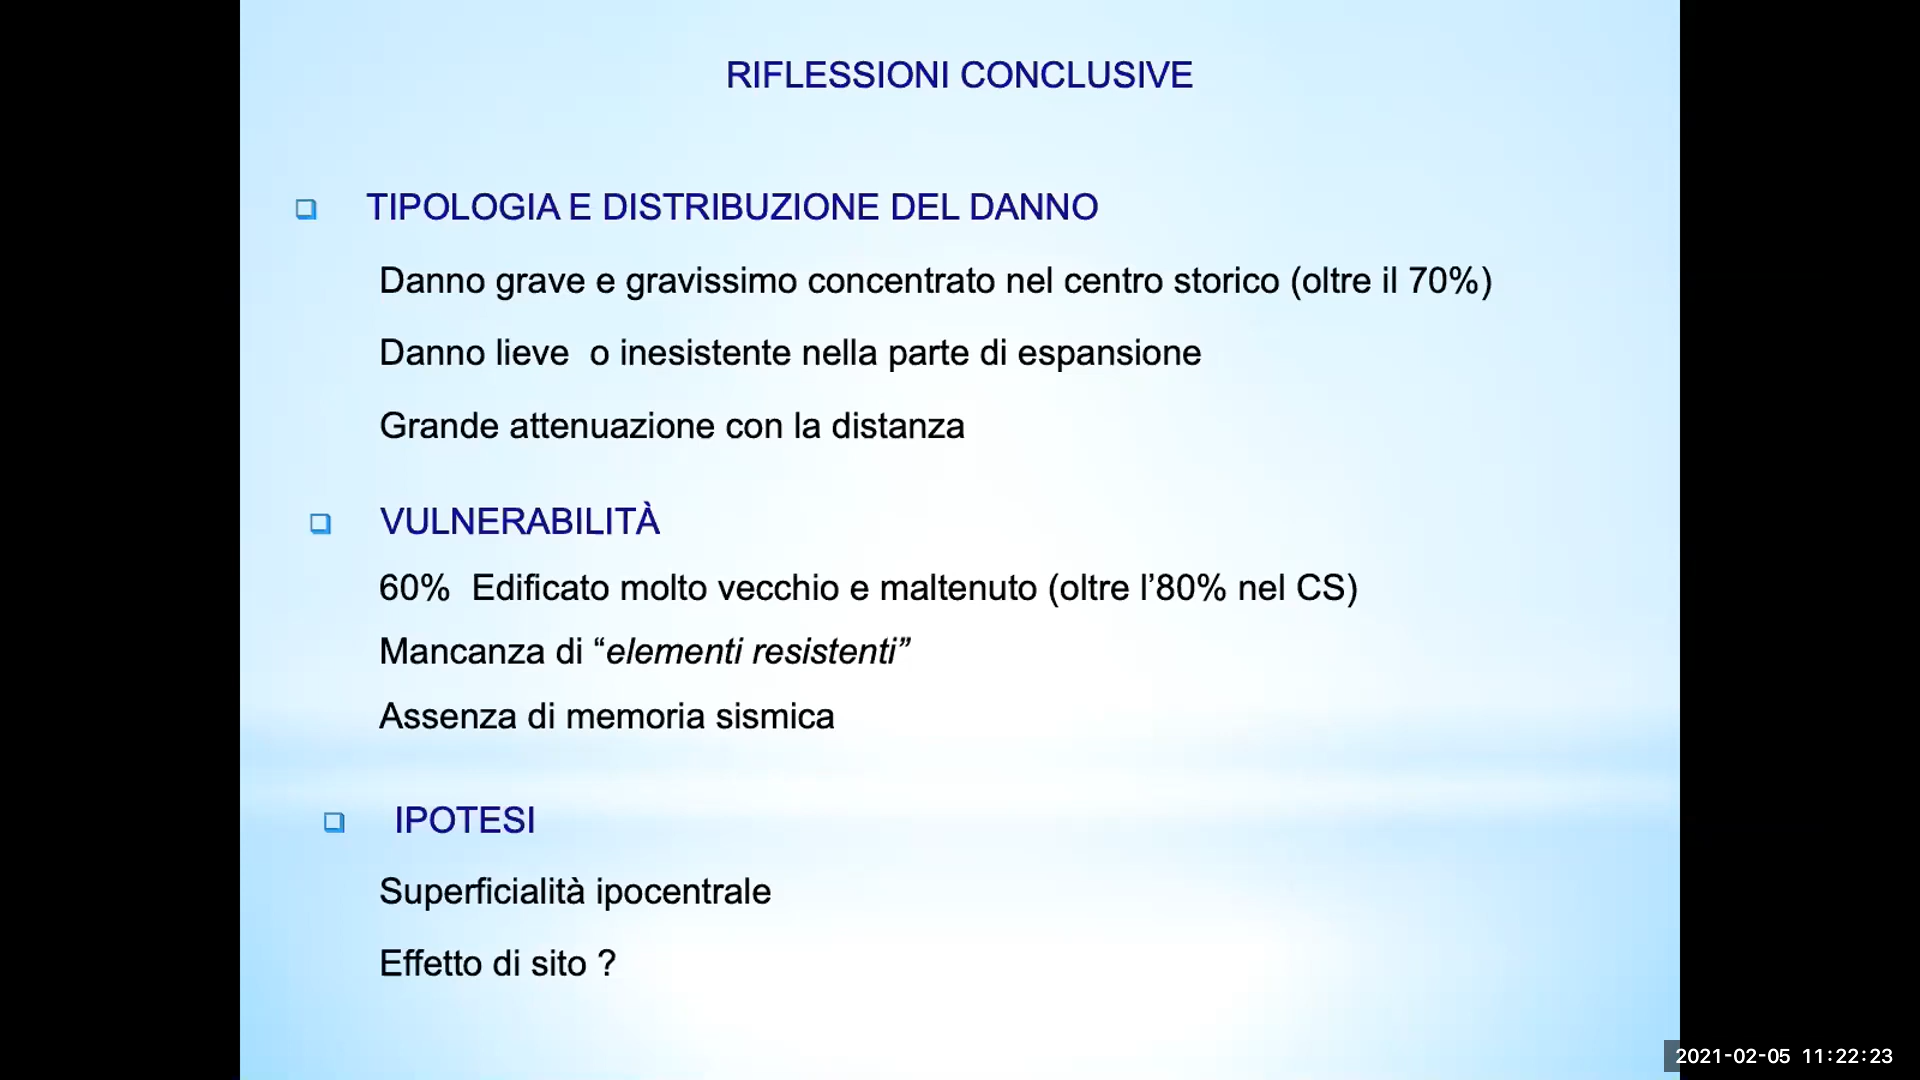 RIFLESSIONI CONCLUSIVE
TIPOLOGIA E DISTRIBUZIONE DEL DANNO
Danno grave e gravissimo concentrato nel centro storico (oltre il 70%)
Danno lieve  o inesistente nella parte di espansione
Grande attenuazione con la distanza
VULNERABILITÀ
60%  Edificato molto vecchio e maltenuto (oltre l’80% nel CS)
Mancanza di “elementi resistenti”
Assenza di memoria sismica
IPOTESI
Superficialità ipocentrale
Effetto di sito ?
2021-02-05 11:22:23